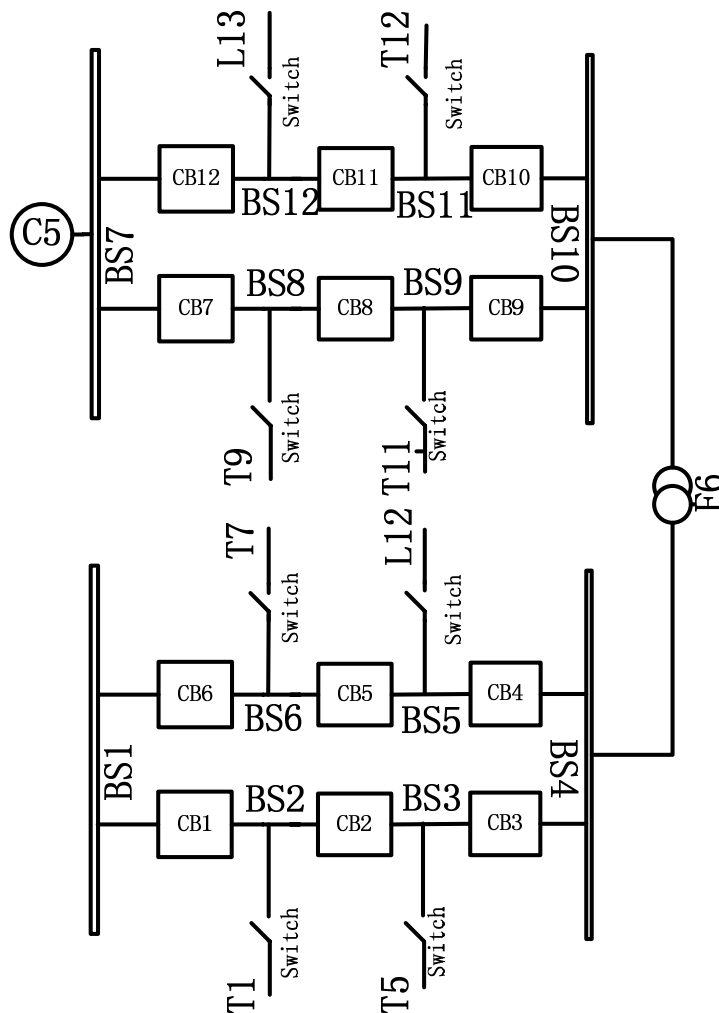 L13
T12
Switch
Switch
CB12
CB11
CB10
BS12
BS11
C5
BS7
BS10
BS8
BS9
CB7
CB8
CB9
Switch
Switch
T9
T11
T7
L12
Switch
Switch
CB6
CB5
CB4
BS6
BS5
BS1
BS4
BS2
BS3
CB1
CB2
CB3
Switch
Switch
T1
T5